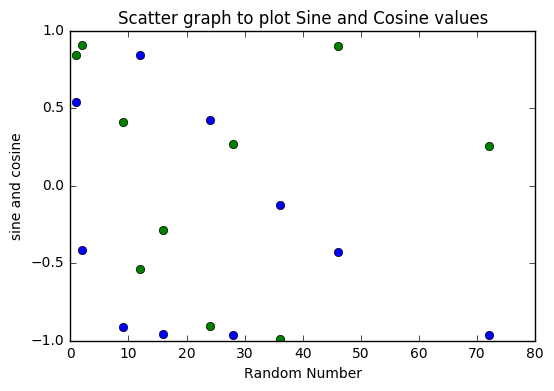 Scatter graph to plot Sine and Cosine values
1.0
0.5
0.0
−0.5
−1.0
sine and cosine
0 10 20 30 40 50 60 70 80
Random Number